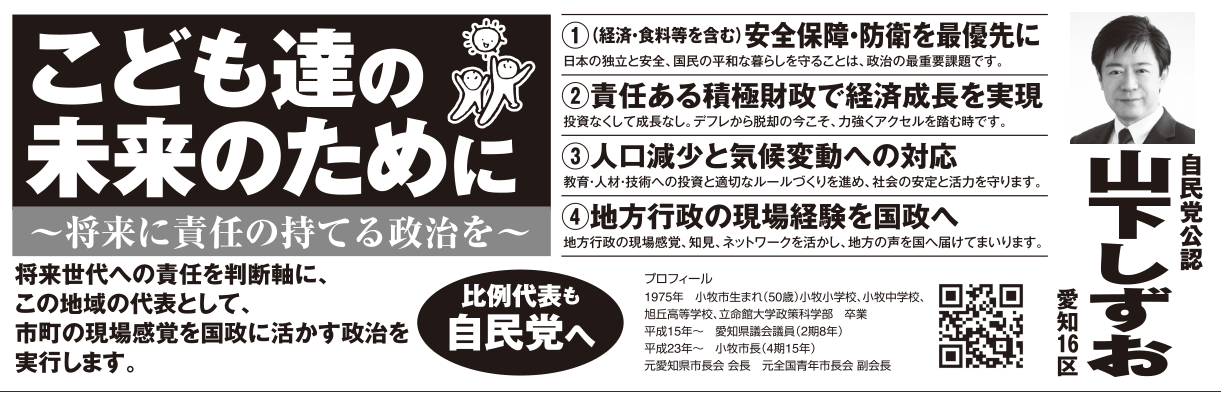 こども達の
未来のために
～将来に責任の持てる政治を～
将来世代への責任を判断軸に、
この地域の代表として、
市町の現場感覚を国政に活かす政治を
実行します。
比例代表も
自民党へ
①（経済・食料等を含む）安全保障・防衛を最優先に
日本の独立と安全、国民の平和な暮らしを守ることは、政治の最重要課題です。
②責任ある積極財政で経済成長を実現
投資なくして成長なし。デフレから脱却の今こそ、力強くアクセルを踏む時です。
③人口減少と気候変動への対応
教育・人材・技術への投資と適切なルールづくりを進め、社会の安定と活力を守ります。
④地方行政の現場経験を国政へ
地方行政の現場感覚、知見、ネットワークを活かし、地方の声を国へ届けてまいります。
プロフィール
1975年　小牧市生まれ（50歳）小牧小学校、小牧中学校、
旭丘高等学校、立命館大学政策科学部　卒業
平成15年～　愛知県議会議員（2期8年）
平成23年～　小牧市長（4期15年）
元愛知県市長会 会長　元全国青年市長会 副会長
自民党公認
山下しずお
愛知16区